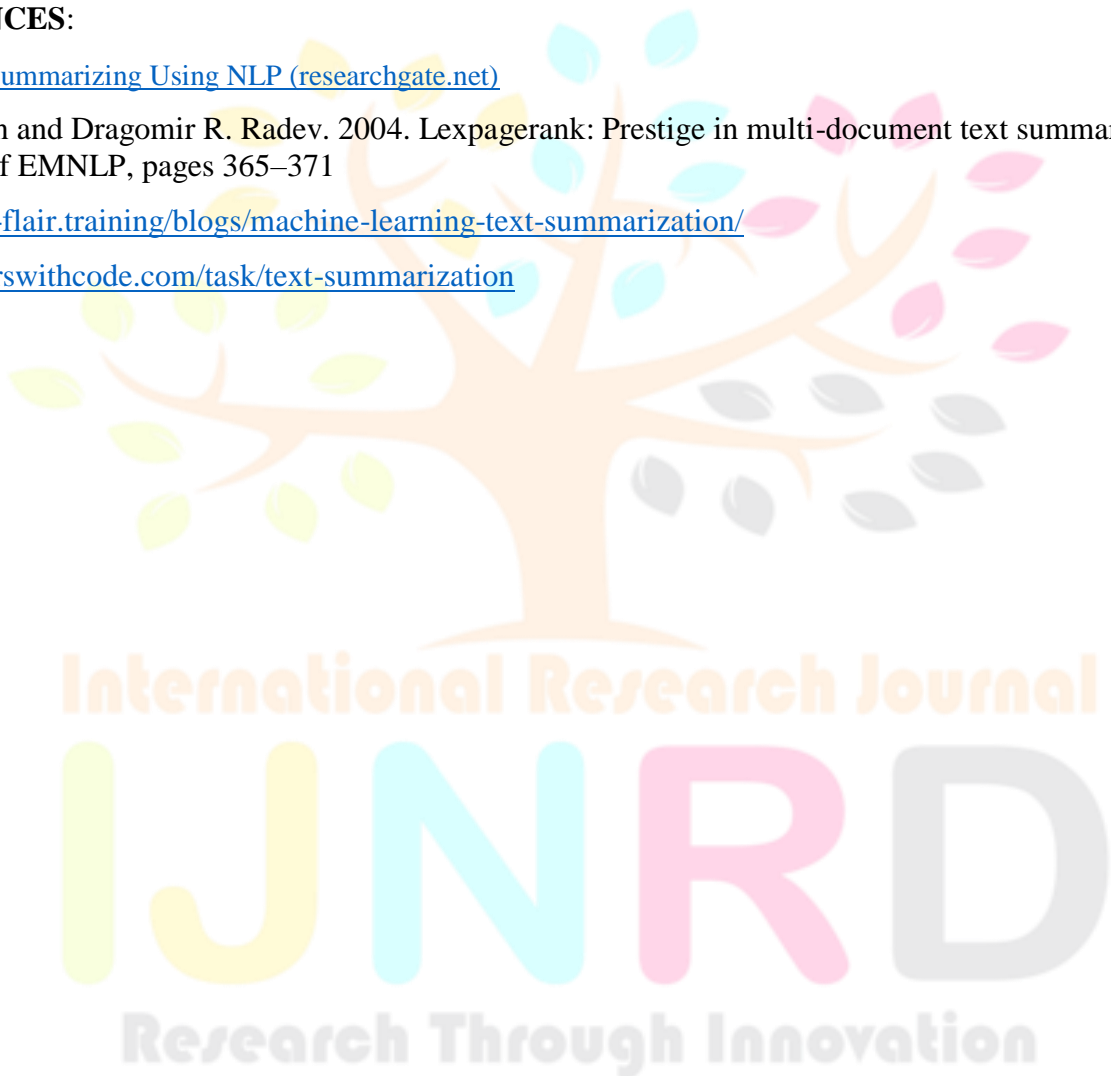 NCES:
ummarizing Using NLP (researchgate.net)
n and Dragomir R. Radev. 2004. Lexpagerank: Prestige in multi-document text summar
f EMNLP, pages 365–371
-flair.training/blogs/machine-learning-text-summarization/
rswithcode.com/task/text-summarization
International Research Journal
IJNRD
Research Through Innovation